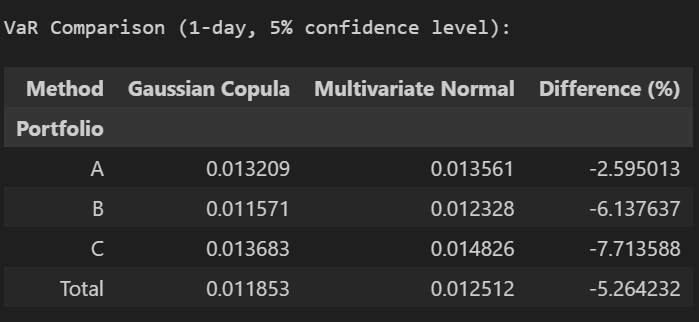 VaR Comparison (1-day, 5% confidence level):
Method Gaussian Copula Multivariate Normal Difference (%)
Portfolio
A 0.013209 0.013561 -2.595013
B 0.011571 0.012328 -6.137637
C 0.013683 0.014826 -7.713588
Total 0.011853 0.012512 -5.264232